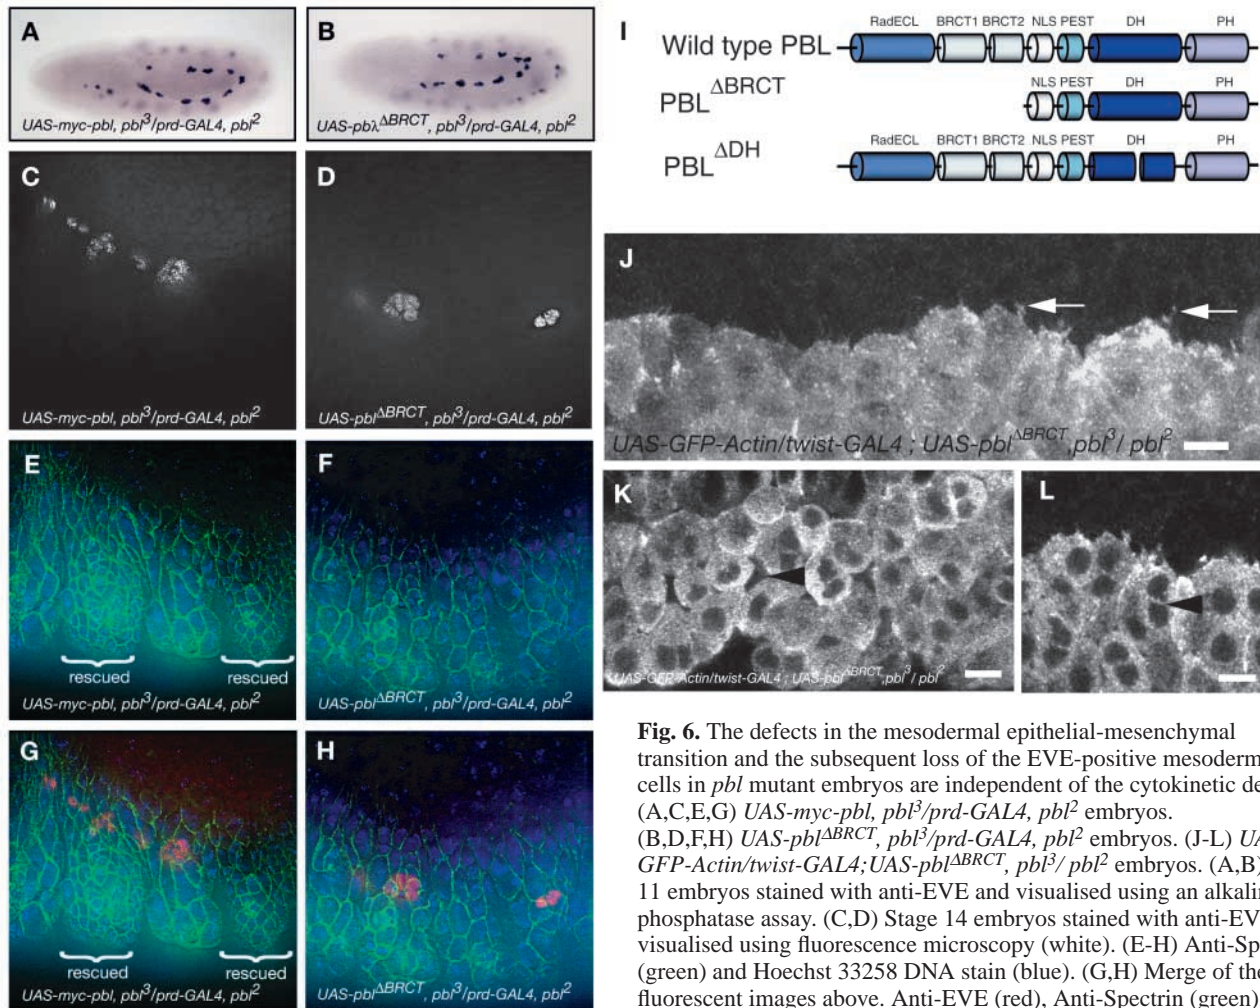 A
UAS-myc-pbl, pbl3/prd-GAL4, pbl2
B
UAS-pbλΔBRCT, pbl3/prd-GAL4, pbl2
C
UAS-myc-pbl, pbl3/prd-GAL4, pbl2
D
UAS-pblΔBRCT, pbl3/prd-GAL4, pbl2
E
rescued rescued
UAS-myc-pbl, pbl3/prd-GAL4, pbl2
F
UAS-pblΔBRCT, pbl3/prd-GAL4, pbl2
G
rescued rescued
UAS-myc-pbl, pbl3/prd-GAL4, pbl2
H
UAS-pblΔBRCT, pbl3/prd-GAL4, pbl2
I
RadECL BRCT1 BRCT2 NLS PEST DH PH
Wild type PBL
NLS PEST DH PH
PBLΔBRCT
RadECL BRCT1 BRCT2 NLS PEST DH PH
PBLΔDH
J
UAS-GFP-Actin/twist-GAL4 ; UAS-pblΔBRCT,pbl3/ pbl2
K
UAS-GFP-Actin/twist-GAL4 ; UAS-pblΔBRCT,pbl3/ pbl2
L
Fig. 6. The defects in the mesodermal epithelial-mesenchymal
transition and the subsequent loss of the EVE-positive mesoderm
cells in pbl mutant embryos are independent of the cytokinetic de
(A,C,E,G) UAS-myc-pbl, pbl3/prd-GAL4, pbl2 embryos.
(B,D,F,H) UAS-pblΔBRCT, pbl3/prd-GAL4, pbl2 embryos. (J-L) UA
GFP-Actin/twist-GAL4;UAS-pblΔBRCT, pbl3/ pbl2 embryos. (A,B)
11 embryos stained with anti-EVE and visualised using an alkalin
phosphatase assay. (C,D) Stage 14 embryos stained with anti-EV
visualised using fluorescence microscopy (white). (E-H) Anti-Sp
(green) and Hoechst 33258 DNA stain (blue). (G,H) Merge of the
fluorescent images above. Anti-EVE (red), Anti-Spectrin (green